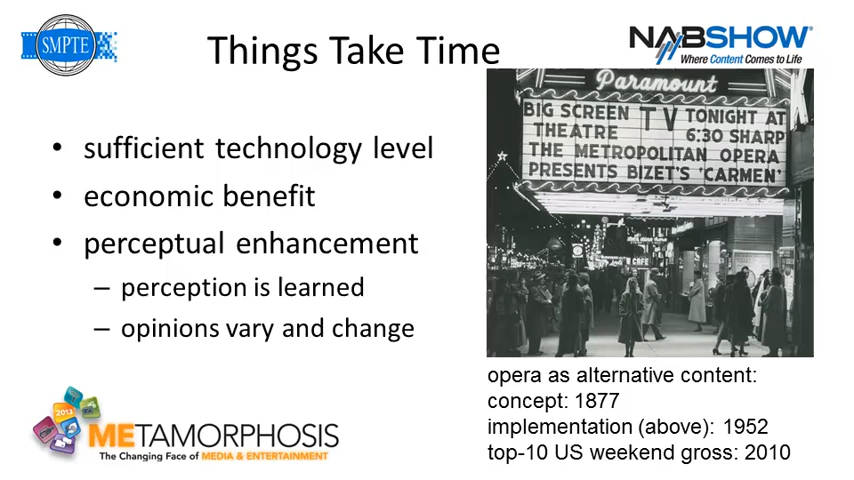 SMPTE
Things Take Time
NABSHOW®
Where Content Comes to Life
• sufficient technology level
• economic benefit
• perceptual enhancement
– perception is learned
– opinions vary and change
Paramount
BIG SCREEN TV TONIGHT AT
THEATRE 6:30 SHARP
THE METROPOLITAN OPERA
PRESENTS BIZET'S 'CARMEN'
CAFE
opera as alternative content:
concept: 1877
implementation (above): 1952
top-10 US weekend gross: 2010
2013
METAMORPHOSIS
The Changing Face of MEDIA & ENTERTAINMENT